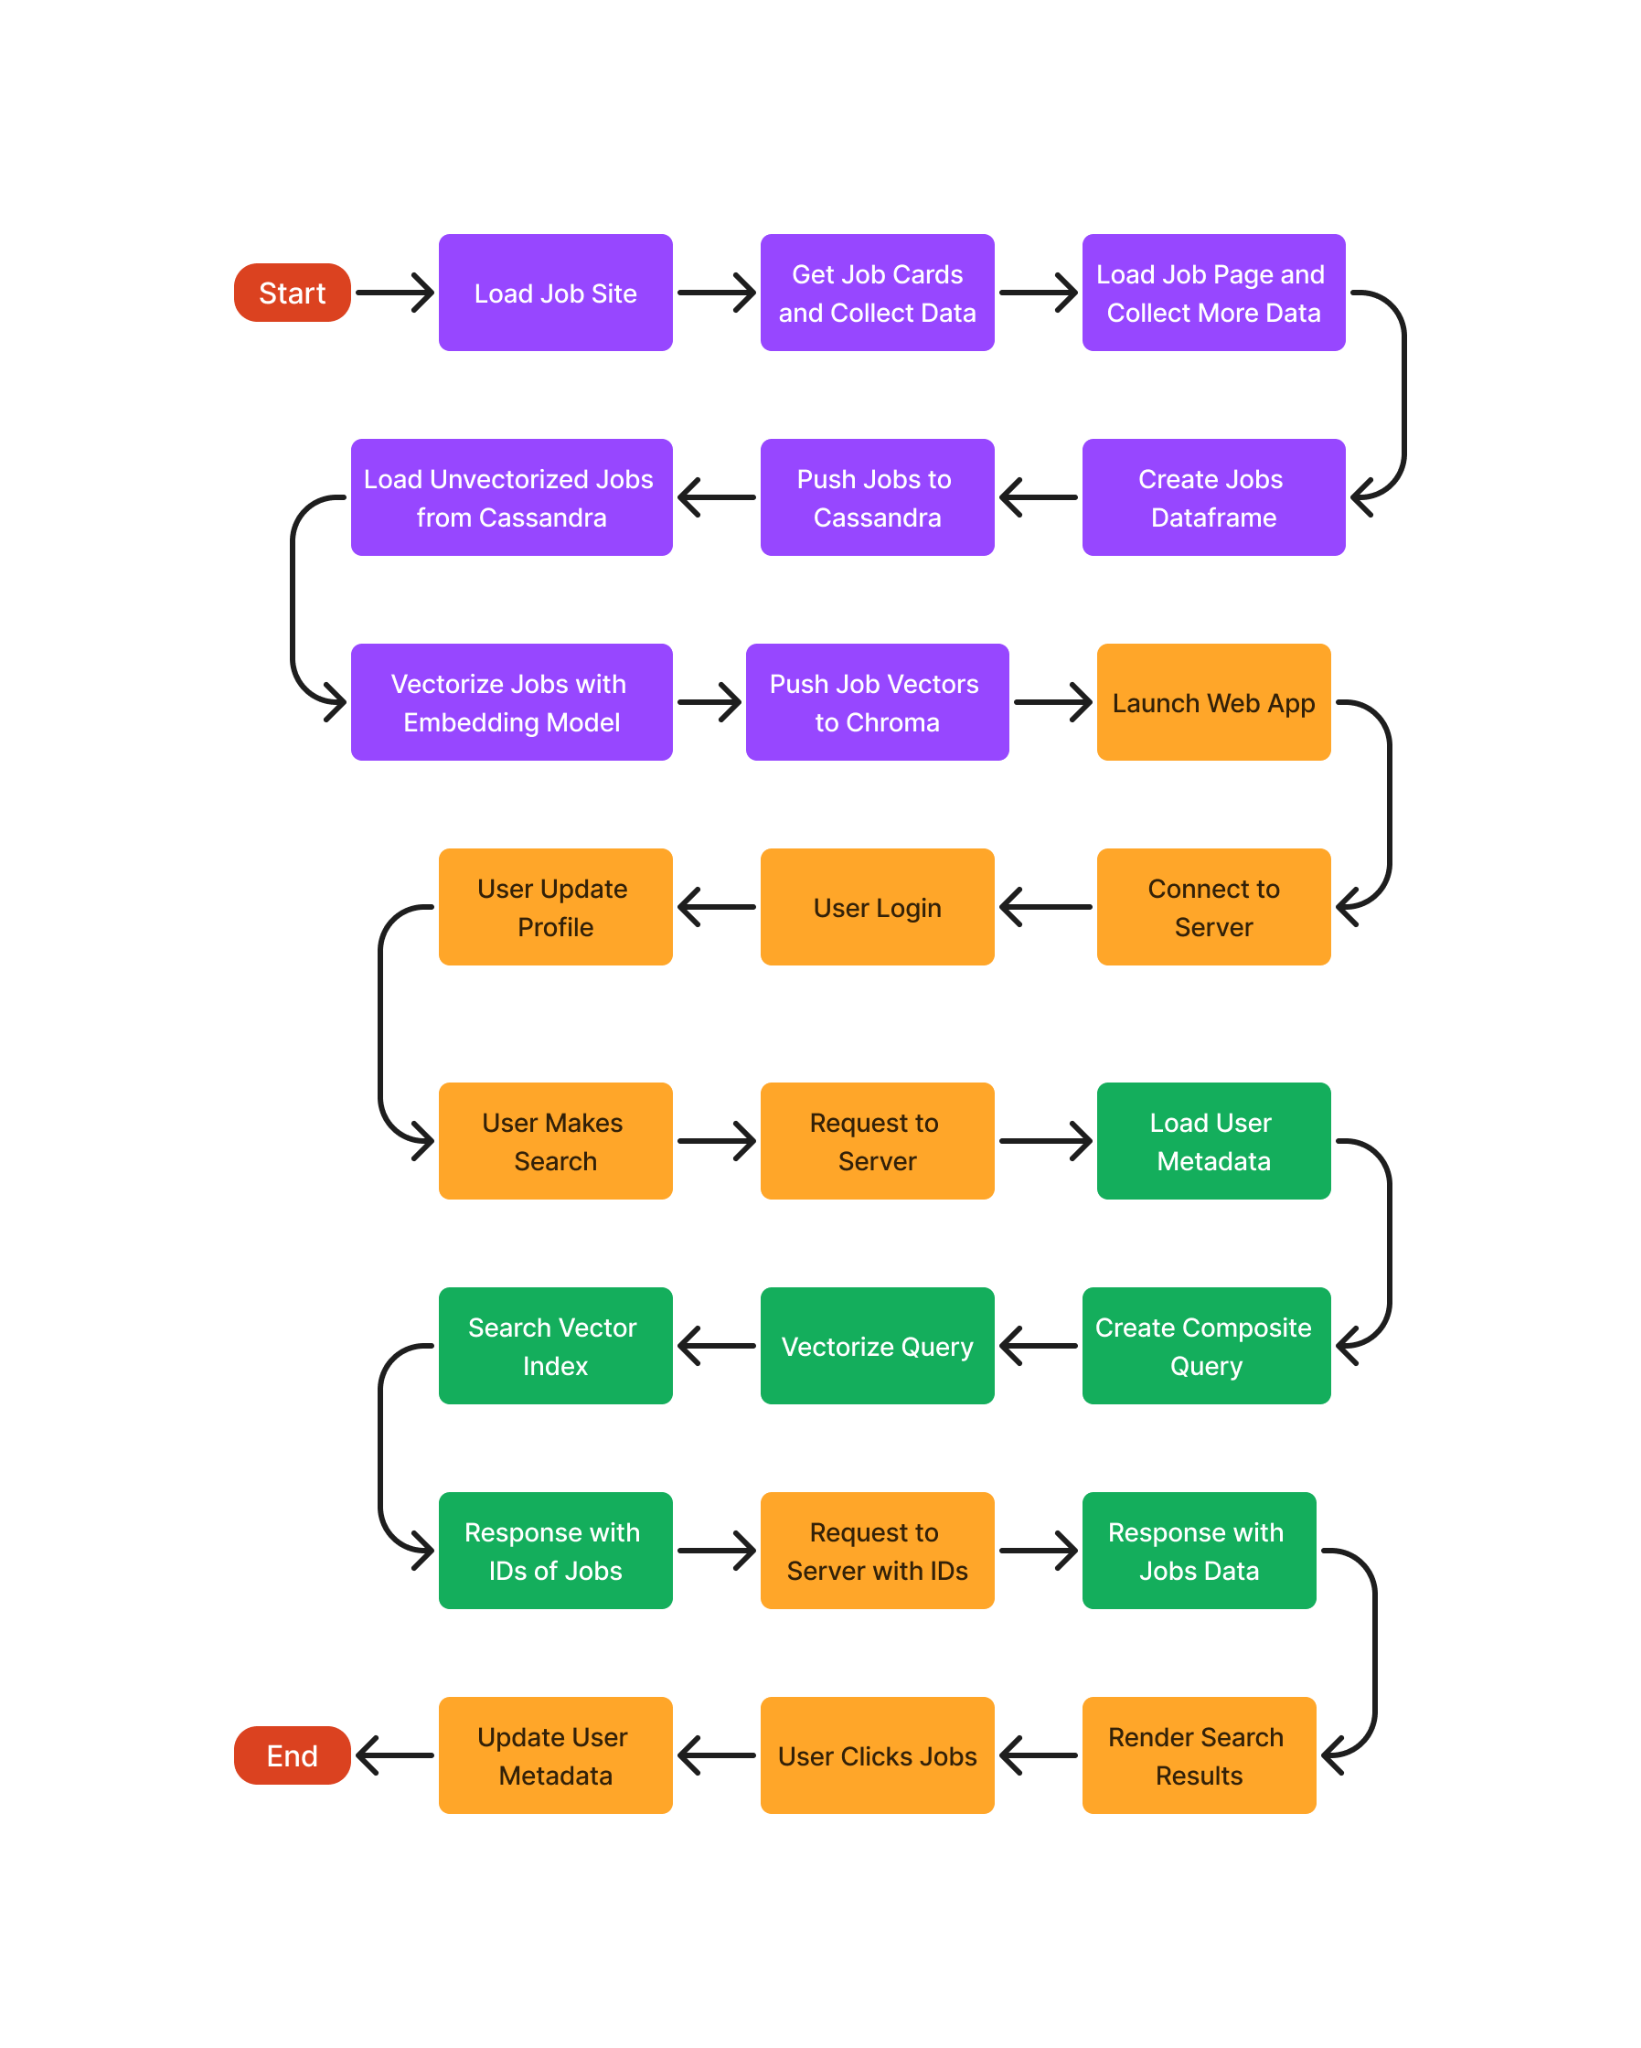 Start
Load Job Site
Get Job Cards
and Collect Data
Load Job Page and
Collect More Data
Create Jobs
Dataframe
Push Jobs to
Cassandra
Load Unvectorized Jobs
from Cassandra
Vectorize Jobs with
Embedding Model
Push Job Vectors
to Chroma
Launch Web App
Connect to
Server
User Login
User Update
Profile
User Makes
Search
Request to
Server
Load User
Metadata
Create Composite
Query
Vectorize Query
Search Vector
Index
Response with
IDs of Jobs
Request to
Server with IDs
Response with
Jobs Data
Render Search
Results
User Clicks Jobs
Update User
Metadata
End